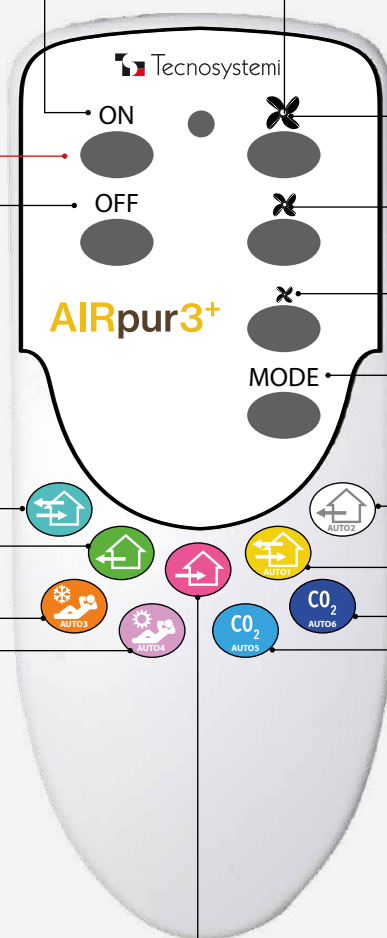 Tecnosystemi
ON
OFF
AIRpur3+
MODE
AUTO2
AUTO1
AUTO3
AUTO4
CO2
AUTO5
CO2
AUTO6